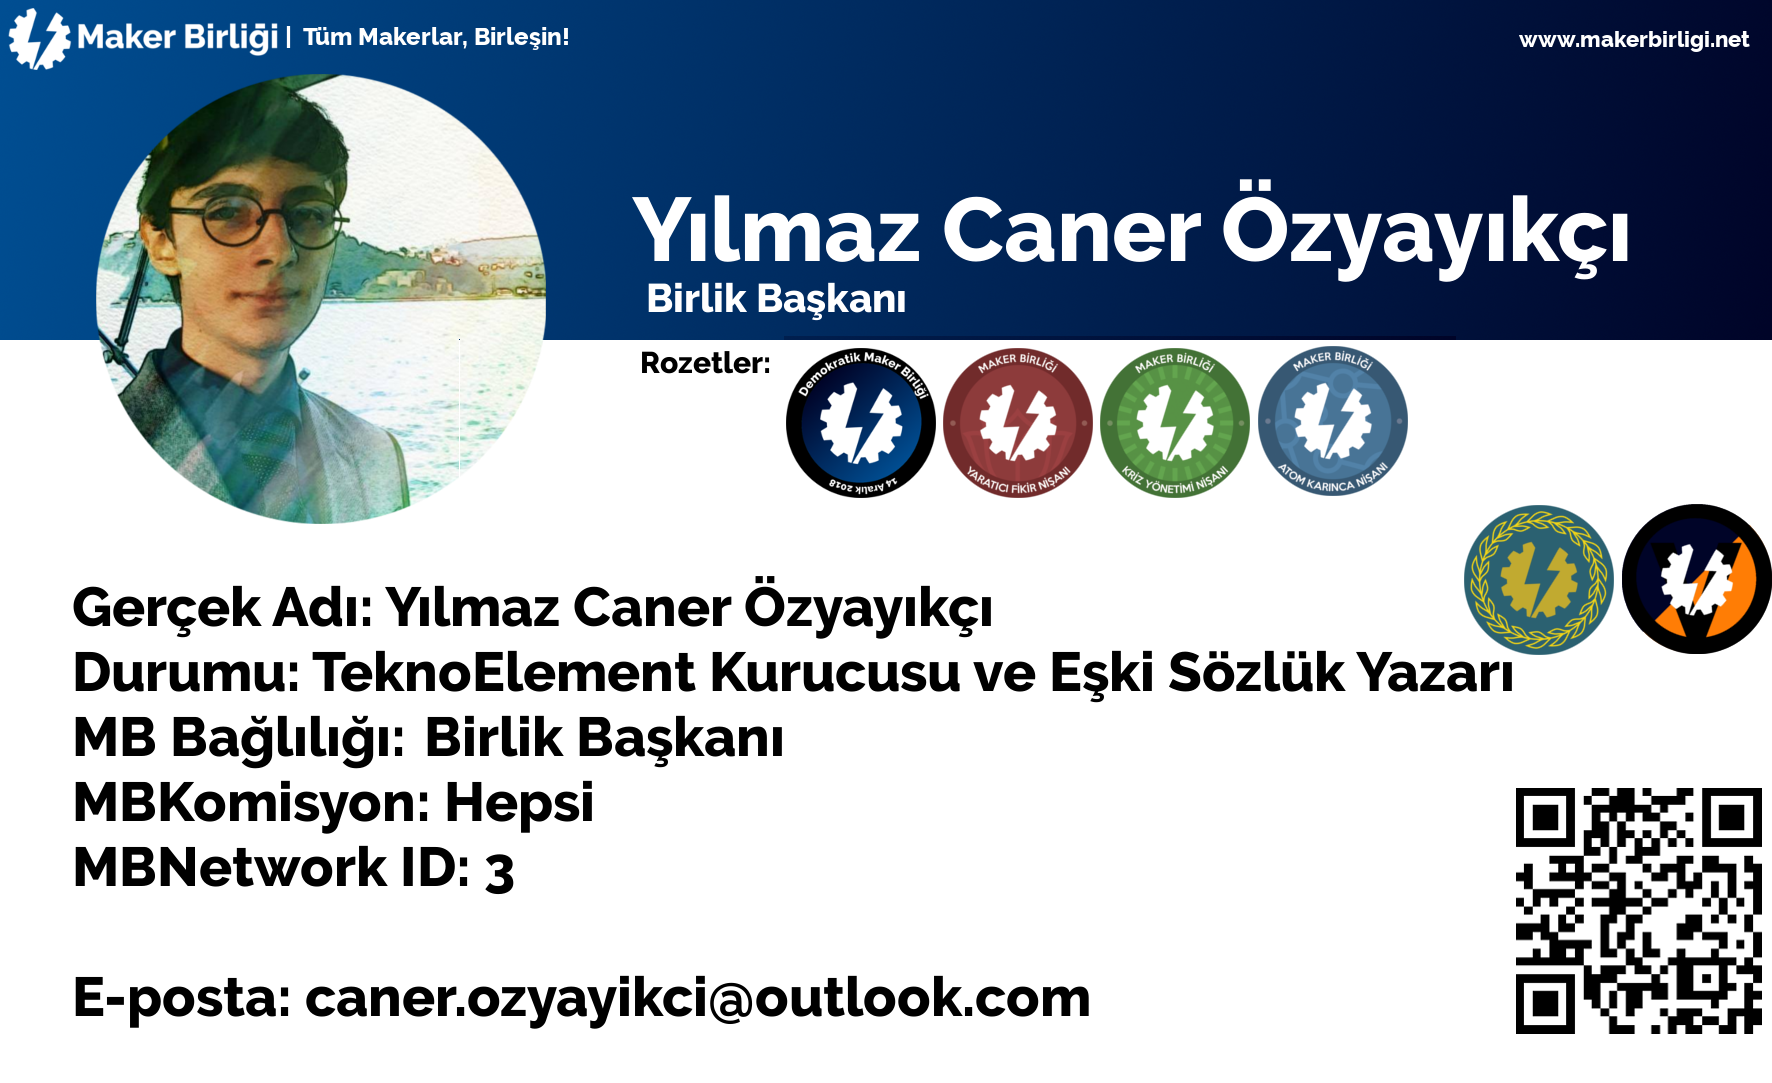 Maker Birliği | Tüm Makerlar, Birleşin!
www.makerbirligi.net
Yılmaz Caner Özyayıkçı
Birlik Başkanı
Rozetler:
Demokratik Maker Birliği
14 Aralık 2018
MAKER BİRLİĞİ
YARATICI FİKİR NİŞANI
MAKER BİRLİĞİ
KRİZ YÖNETİMİ NİŞANI
MAKER BİRLİĞİ
ATOM KARINCA NİŞANI
Gerçek Adı: Yılmaz Caner Özyayıkçı
Durumu: TeknoElement Kurucusu ve Eşki Sözlük Yazarı
MB Bağlılığı: Birlik Başkanı
MBKomisyon: Hepsi
MBNetwork ID: 3
E-posta: caner.ozyayikci@outlook.com